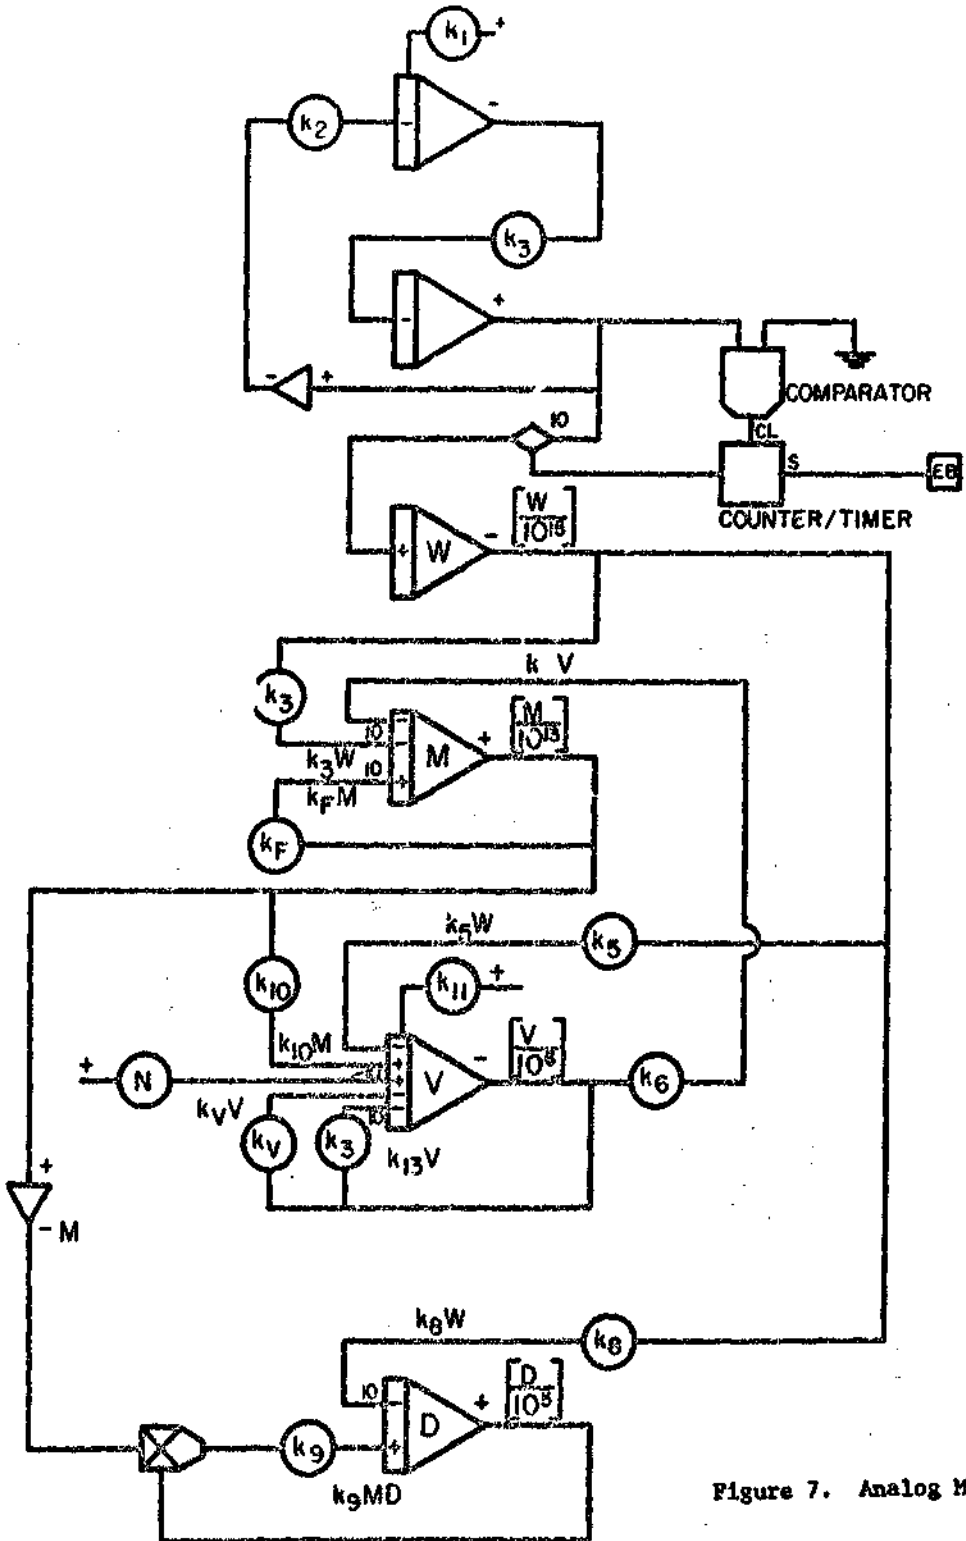 k1 +
-
k2 -
k3
+
-
- +
COMPARATOR
10
CL
S
EB
COUNTER/TIMER
+ W - [W/10^18]
k V
k3
10
-
k3W 10
-
+
kFM
M + [M/10^13]
kF
k5W
k5
k10
k11 +
k10M
+ N
-
+
+
-
-
10
V - [V/10^8]
k6
kVV
kV
k3
k13V
+
- M
k8W
k8
10
-
+
D + [D/10^5]
k9
k9MD
Figure 7. Analog M